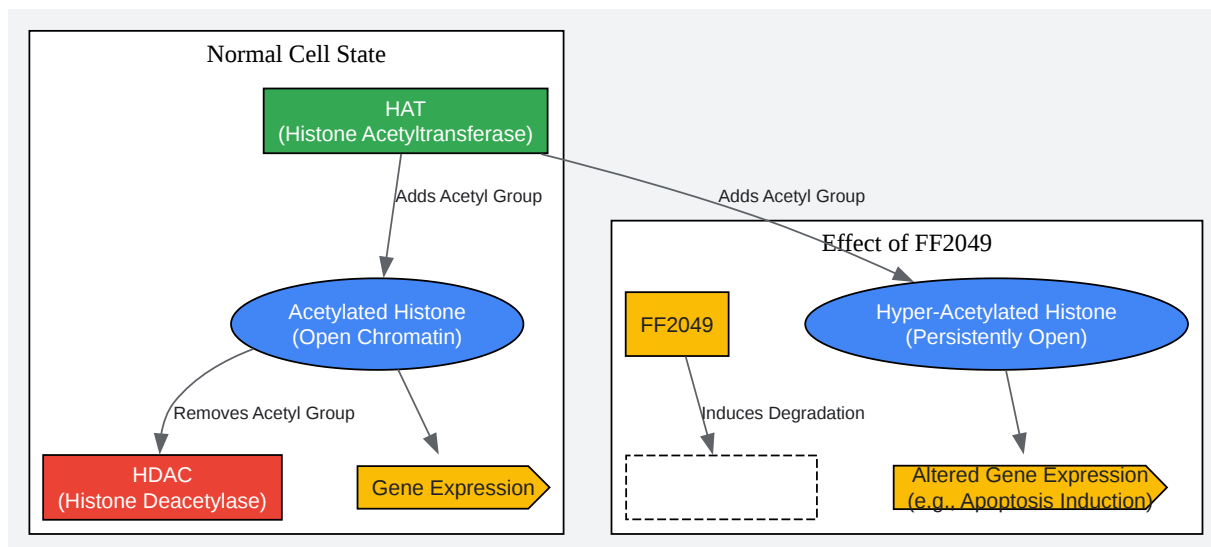 Normal Cell State
HAT
(Histone Acetyltransferase)
Adds Acetyl Group
Adds Acetyl Group
Effect of FF2049
Acetylated Histone
(Open Chromatin)
FF2049
Hyper-Acetylated Histone
(Persistently Open)
Removes Acetyl Group
Induces Degradation
HDAC
(Histone Deacetylase)
Gene Expression
Altered Gene Expression
(e.g., Apoptosis Induction)